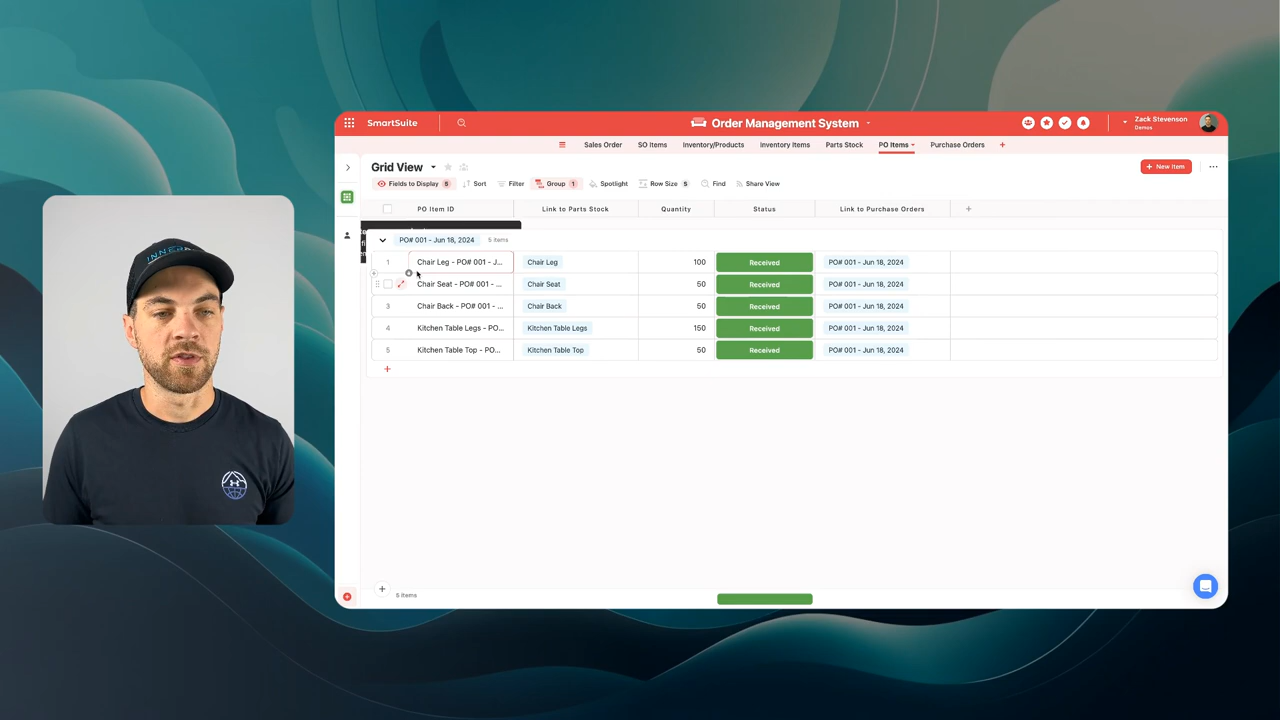 SmartSuite
Order Management System
Zack Stevenson
Demos
Sales Order SO Items Inventory/Products Inventory Items Parts Stock PO Items Purchase Orders
Grid View
New Item
Fields to Display 5 Sort Filter Group 1 Spotlight Row Size 5 Find Share View
PO Item ID Link to Parts Stock Quantity Status Link to Purchase Orders
PO# 001 - Jun 18, 2024 5 items
1 Chair Leg - PO# 001 - J... Chair Leg 100 Received PO# 001 - Jun 18, 2024
Chair Seat - PO# 001 - ... Chair Seat 50 Received PO# 001 - Jun 18, 2024
3 Chair Back - PO# 001 - ... Chair Back 50 Received PO# 001 - Jun 18, 2024
4 Kitchen Table Legs - PO... Kitchen Table Legs 150 Received PO# 001 - Jun 18, 2024
5 Kitchen Table Top - PO... Kitchen Table Top 50 Received PO# 001 - Jun 18, 2024
5 items